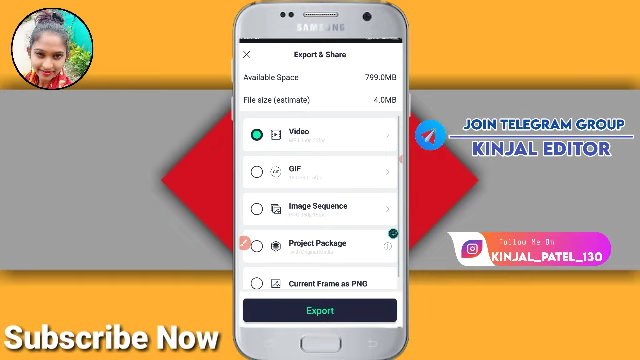 SAMSUNG
Export & Share
Available Space 799.0MB
File size (estimate) 4.0MB
Video
GIF
Image Sequence
Project Package
Current Frame as PNG
Export
JOIN TELEGRAM GROUP
KINJAL EDITOR
Follow Me On
KINJAL_PATEL_130
Subscribe Now